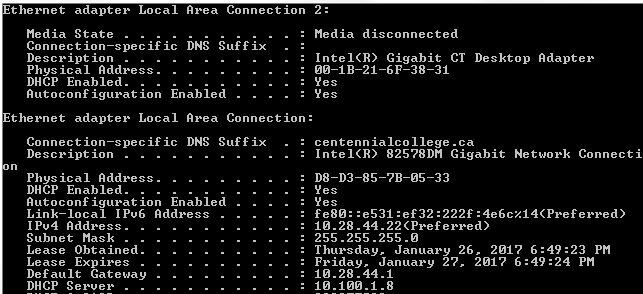 Ethernet adapter Local Area Connection 2:
Media State . . . . . . . . . . . : Media disconnected
Connection-specific DNS Suffix  . :
Description . . . . . . . . . . . : Intel(R) Gigabit CT Desktop Adapter
Physical Address. . . . . . . . . : 00-1B-21-6F-38-31
DHCP Enabled. . . . . . . . . . . : Yes
Autoconfiguration Enabled . . . . : Yes
Ethernet adapter Local Area Connection:
Connection-specific DNS Suffix  . : centennialcollege.ca
Description . . . . . . . . . . . : Intel(R) 82578DM Gigabit Network Connecti
on
Physical Address. . . . . . . . . : D8-D3-85-7B-05-33
DHCP Enabled. . . . . . . . . . . : Yes
Autoconfiguration Enabled . . . . : Yes
Link-local IPv6 Address . . . . . : fe80::e531:ef32:222f:4e6c%14(Preferred)
IPv4 Address. . . . . . . . . . . : 10.28.44.22(Preferred)
Subnet Mask . . . . . . . . . . . : 255.255.255.0
Lease Obtained. . . . . . . . . . : Thursday, January 26, 2017 6:49:23 PM
Lease Expires . . . . . . . . . . : Friday, January 27, 2017 6:49:24 PM
Default Gateway . . . . . . . . . : 10.28.44.1
DHCP Server . . . . . . . . . . . : 10.100.1.8